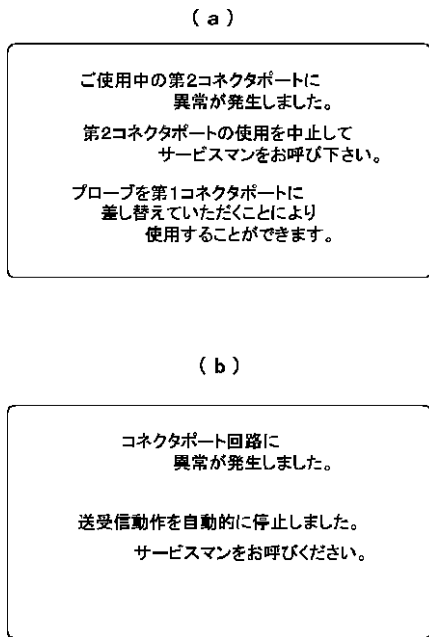 (a)
ご使用中の第2コネクタポートに
異常が発生しました。
第2コネクタポートの使用を中止して
サービスマンをお呼び下さい。
プローブを第1コネクタポートに
差し替えていただくことにより
使用することができます。
(b)
コネクタポート回路に
異常が発生しました。
送受信動作を自動的に停止しました。
サービスマンをお呼びください。